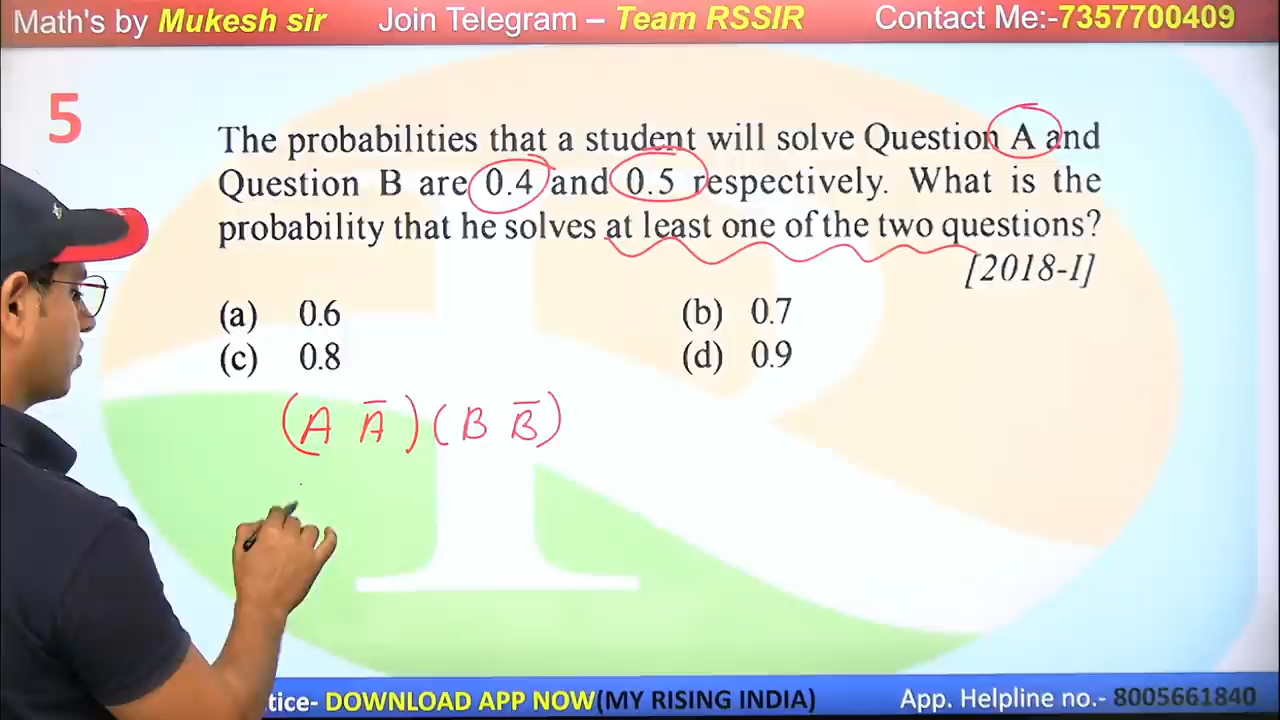 Math's by Mukesh sir Join Telegram – Team RSSIR Contact Me:-7357700409
5
The probabilities that a student will solve Question A and
Question B are 0.4 and 0.5 respectively. What is the
probability that he solves at least one of the two questions?
[2018-I]
(a) 0.6 (b) 0.7
(c) 0.8 (d) 0.9
(A A̅) (B B̅)
tice- DOWNLOAD APP NOW(MY RISING INDIA) App. Helpline no.- 8005661840